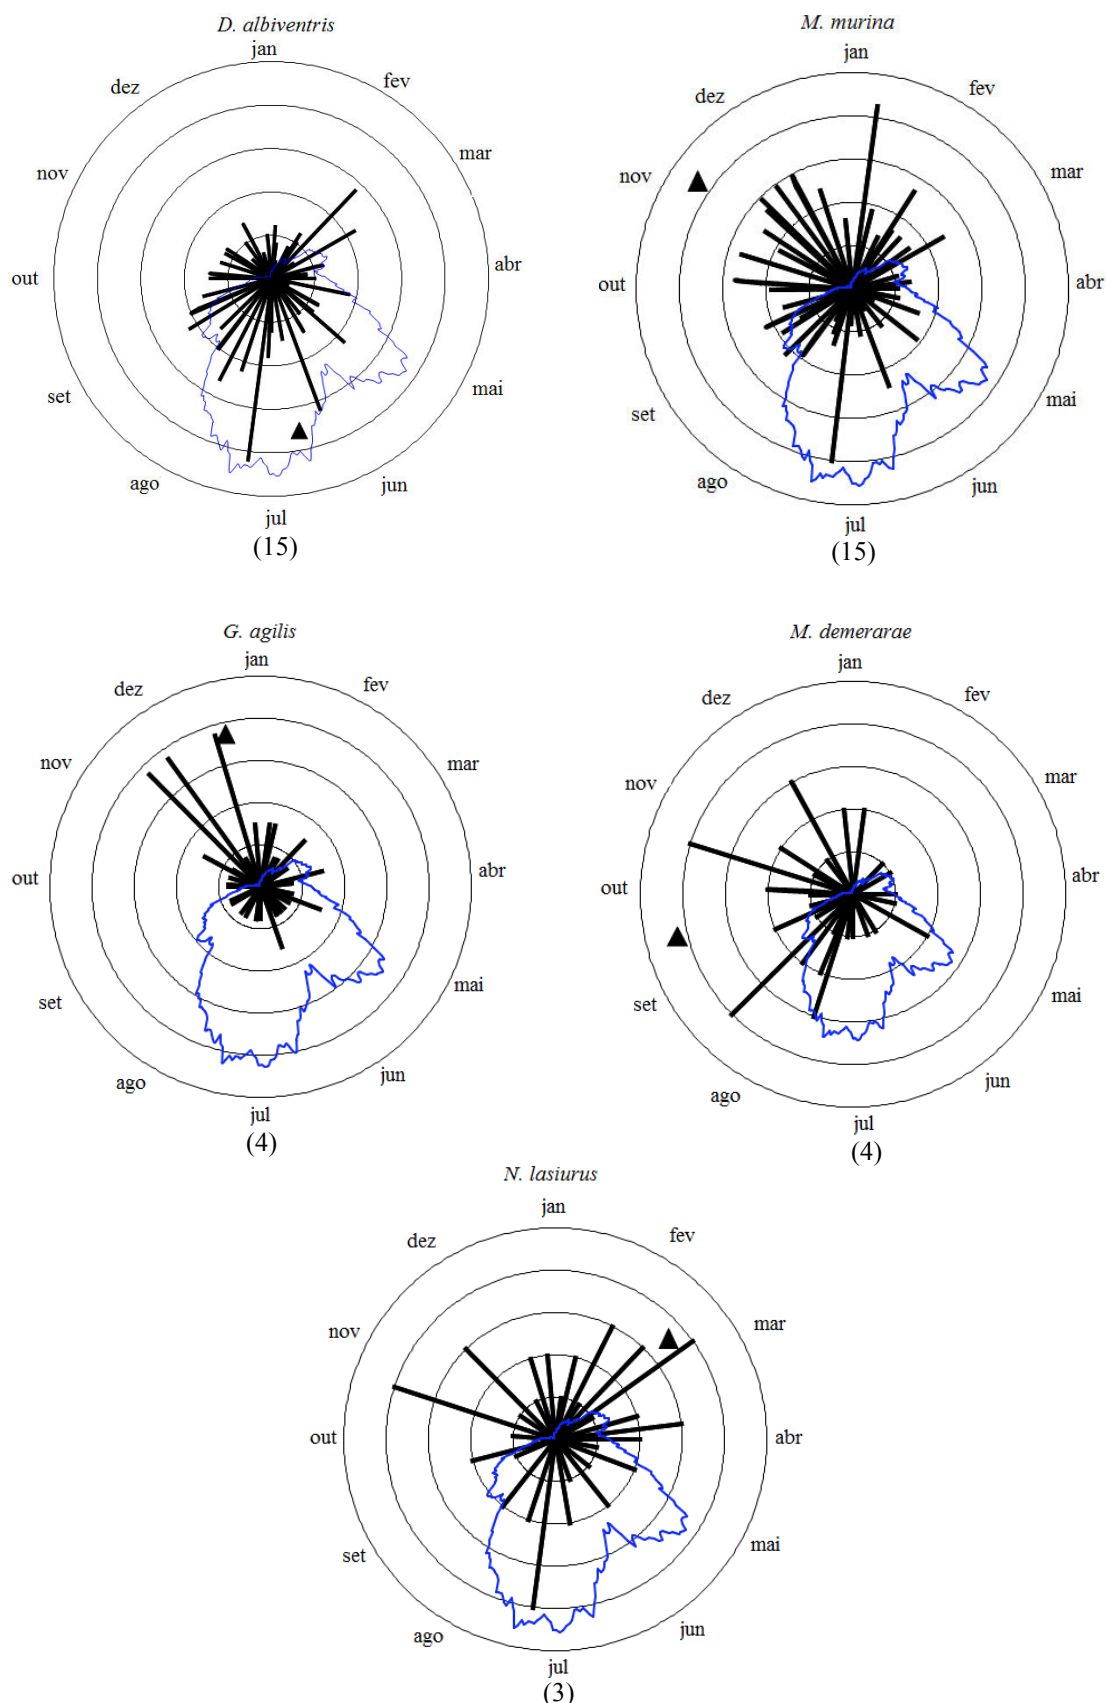 D. albiventris
jan
fev
mar
abr
mai
jun
jul
ago
set
out
nov
dez
(15)
M. murina
jan
fev
mar
abr
mai
jun
jul
ago
set
out
nov
dez
(15)
G. agilis
jan
fev
mar
abr
mai
jun
jul
ago
set
out
nov
dez
(4)
M. demerarae
jan
fev
mar
abr
mai
jun
jul
ago
set
out
nov
dez
(4)
N. lasiurus
jan
fev
mar
abr
mai
jun
jul
ago
set
out
nov
dez
(3)